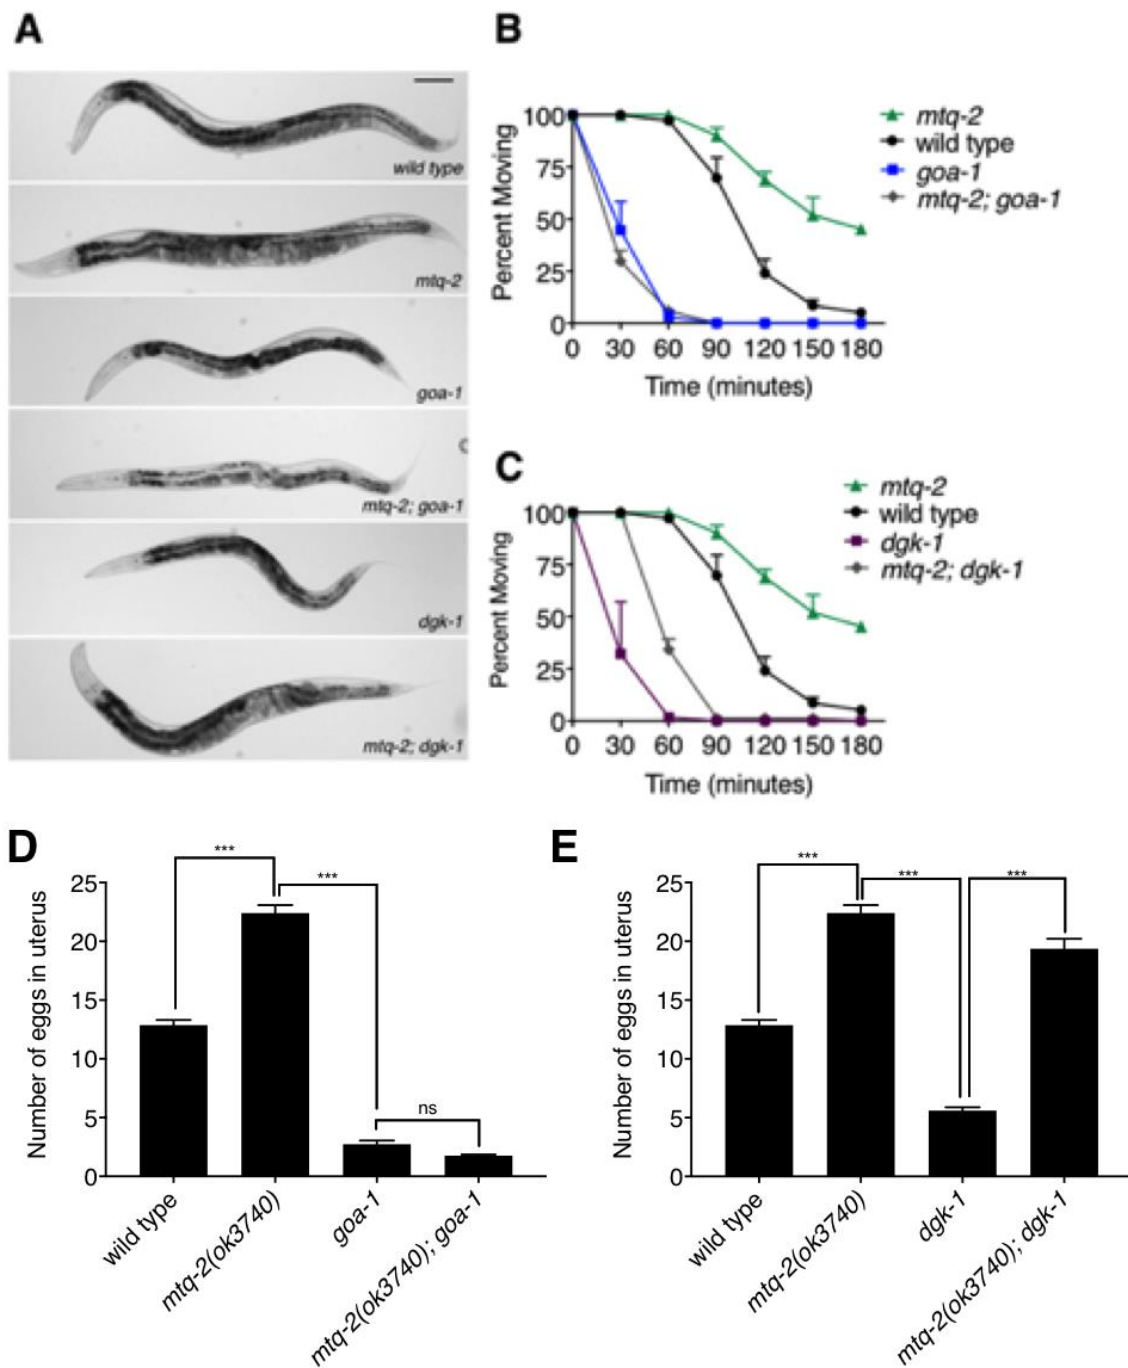 A
wild type
mtq-2
goa-1
mtq-2; goa-1
dgk-1
mtq-2; dgk-1
B
Percent Moving
100
75
50
25
0
0 30 60 90 120 150 180
Time (minutes)
mtq-2
wild type
goa-1
mtq-2; goa-1
C
Percent Moving
100
75
50
25
0
0 30 60 90 120 150 180
Time (minutes)
mtq-2
wild type
dgk-1
mtq-2; dgk-1
D
Number of eggs in uterus
25
20
15
10
5
0
***
***
ns
wild type
mtq-2(ok3740)
goa-1
mtq-2(ok3740); goa-1
E
Number of eggs in uterus
25
20
15
10
5
0
***
***
***
wild type
mtq-2(ok3740)
dgk-1
mtq-2(ok3740); dgk-1